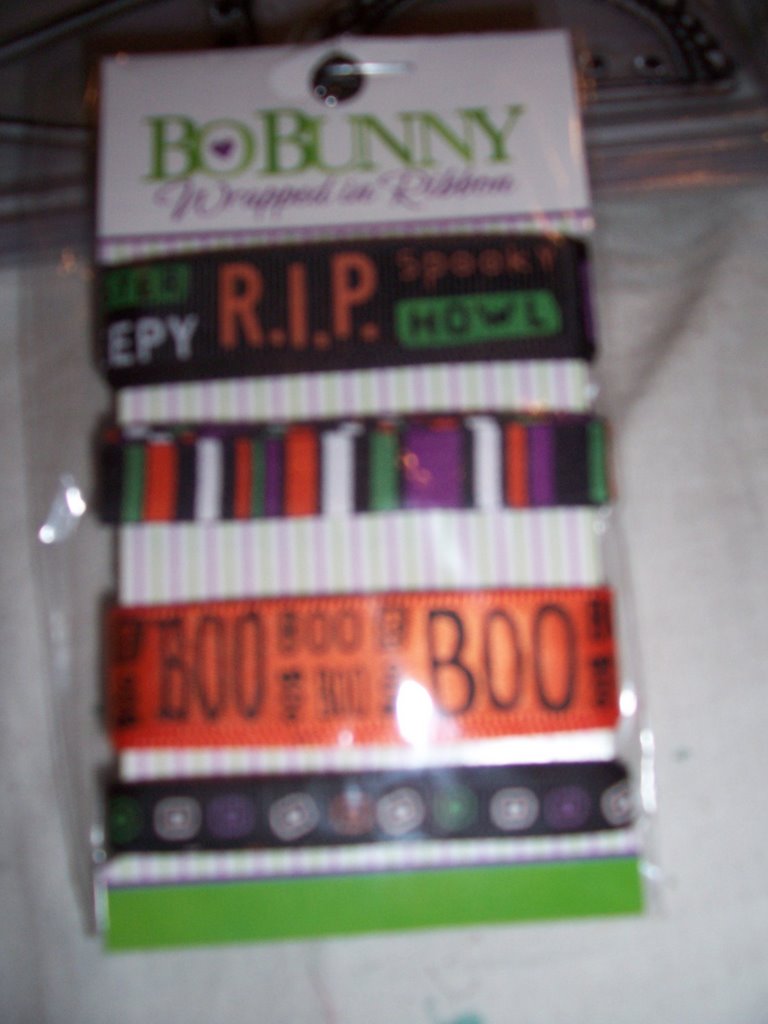 BOBUNNY
Wrapped in Ribbon
R.I.P. Spooky
EPY HOWL
BOO BOO BOO